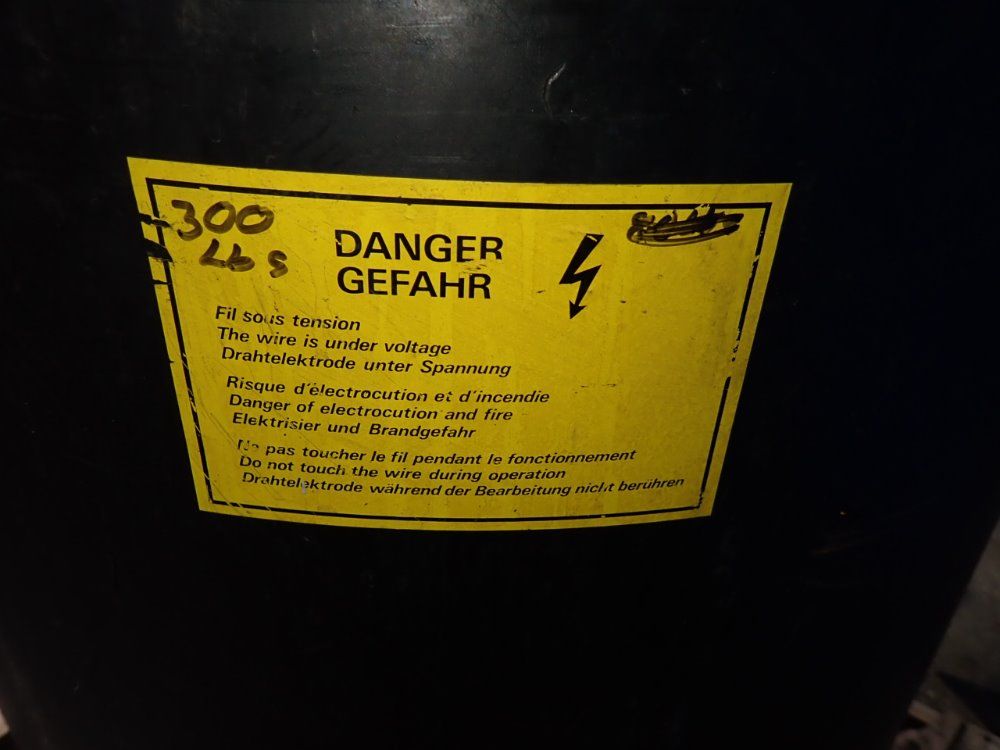 300
Lbs
DANGER
GEFAHR
Fil sous tension
The wire is under voltage
Drahtelektrode unter Spannung
Risque d'électrocution et d'incendie
Danger of electrocution and fire
Elektrisier und Brandgefahr
Ne pas toucher le fil pendant le fonctionnement
Do not touch the wire during operation
Drahtelektrode während der Bearbeitung nicht berühren